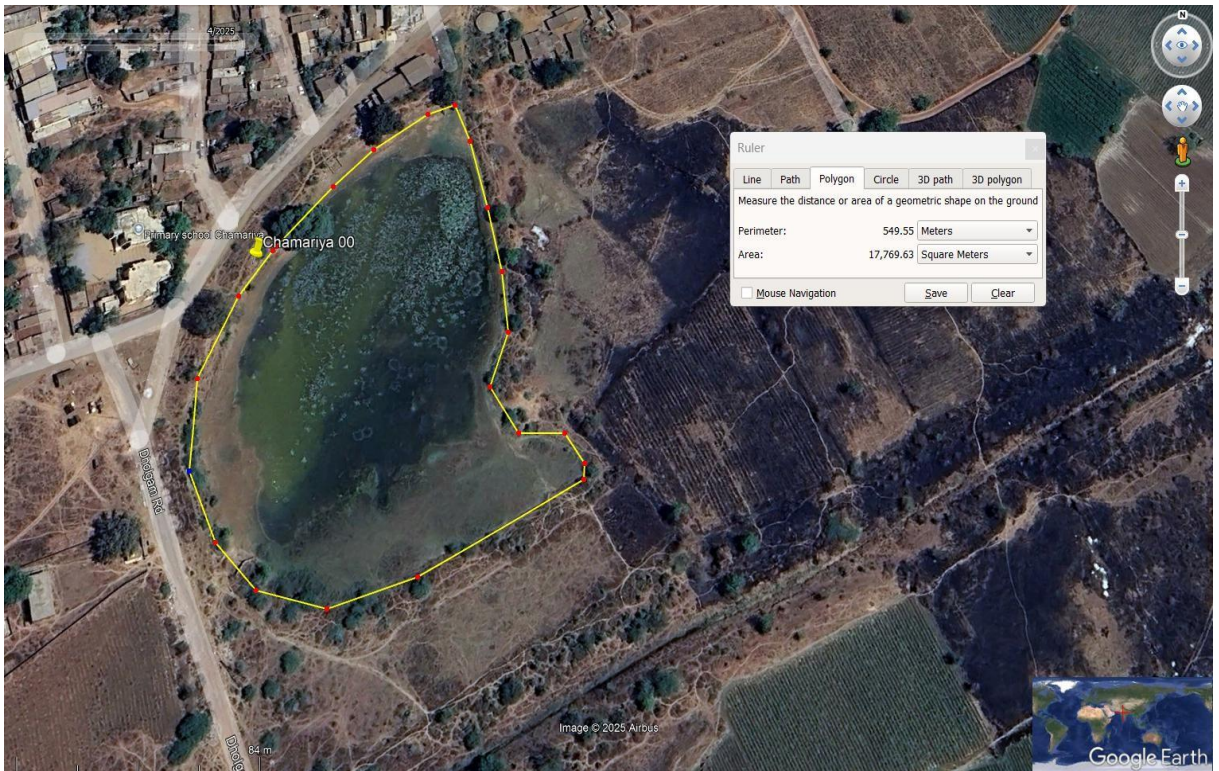 4/2025
N
Ruler
Line Path Polygon Circle 3D path 3D polygon
Measure the distance or area of a geometric shape on the ground
Perimeter: 549.55 Meters
Area: 17,769.63 Square Meters
Mouse Navigation Save Clear
Primary school Chamariya
Chamariya 00
Dholgam Rd
Image © 2025 Airbus
84 m
Google Earth